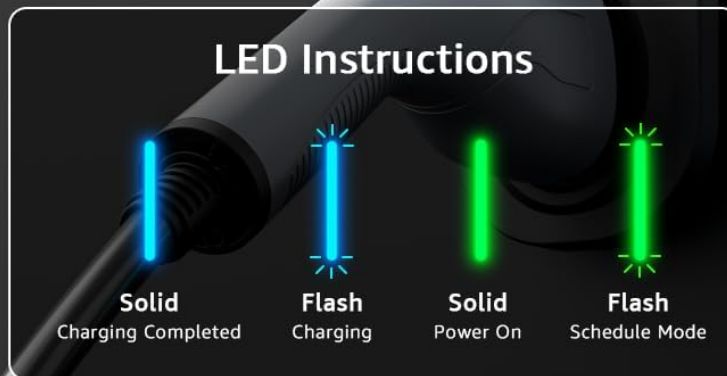 LED Instructions
Solid
Charging Completed
Flash
Charging
Solid
Power On
Flash
Schedule Mode